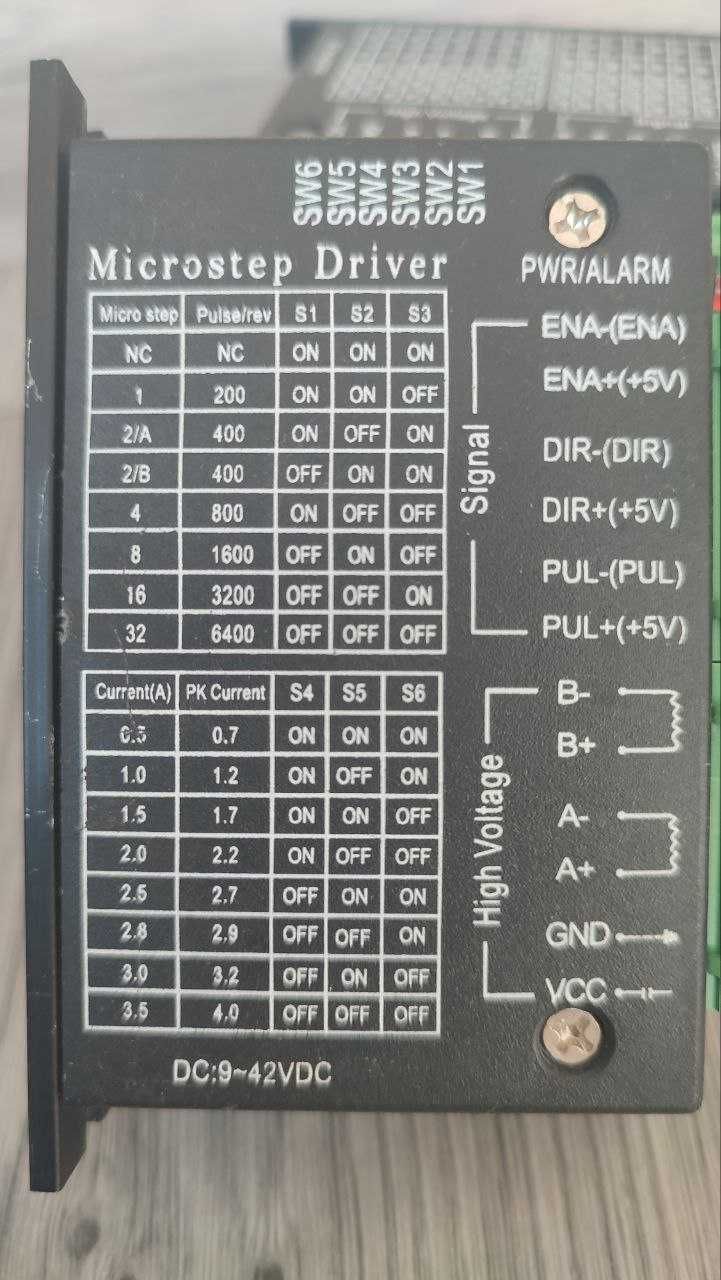 SW6
SW5
SW4
SW3
SW2
SW1
Microstep Driver
PWR/ALARM
Micro step Pulse/rev S1 S2 S3
NC NC ON ON ON
1 200 ON ON OFF
2/A 400 ON OFF ON
2/B 400 OFF ON ON
4 800 ON OFF OFF
8 1600 OFF ON OFF
16 3200 OFF OFF ON
32 6400 OFF OFF OFF
Current(A) PK Current S4 S5 S6
0.5 0.7 ON ON ON
1.0 1.2 ON OFF ON
1.5 1.7 ON ON OFF
2.0 2.2 ON OFF OFF
2.5 2.7 OFF ON ON
2.8 2.9 OFF OFF ON
3.0 3.2 OFF ON OFF
3.5 4.0 OFF OFF OFF
DC:9~42VDC
Signal
ENA-(ENA)
ENA+(+5V)
DIR-(DIR)
DIR+(+5V)
PUL-(PUL)
PUL+(+5V)
High Voltage
B-
B+
A-
A+
GND
VCC